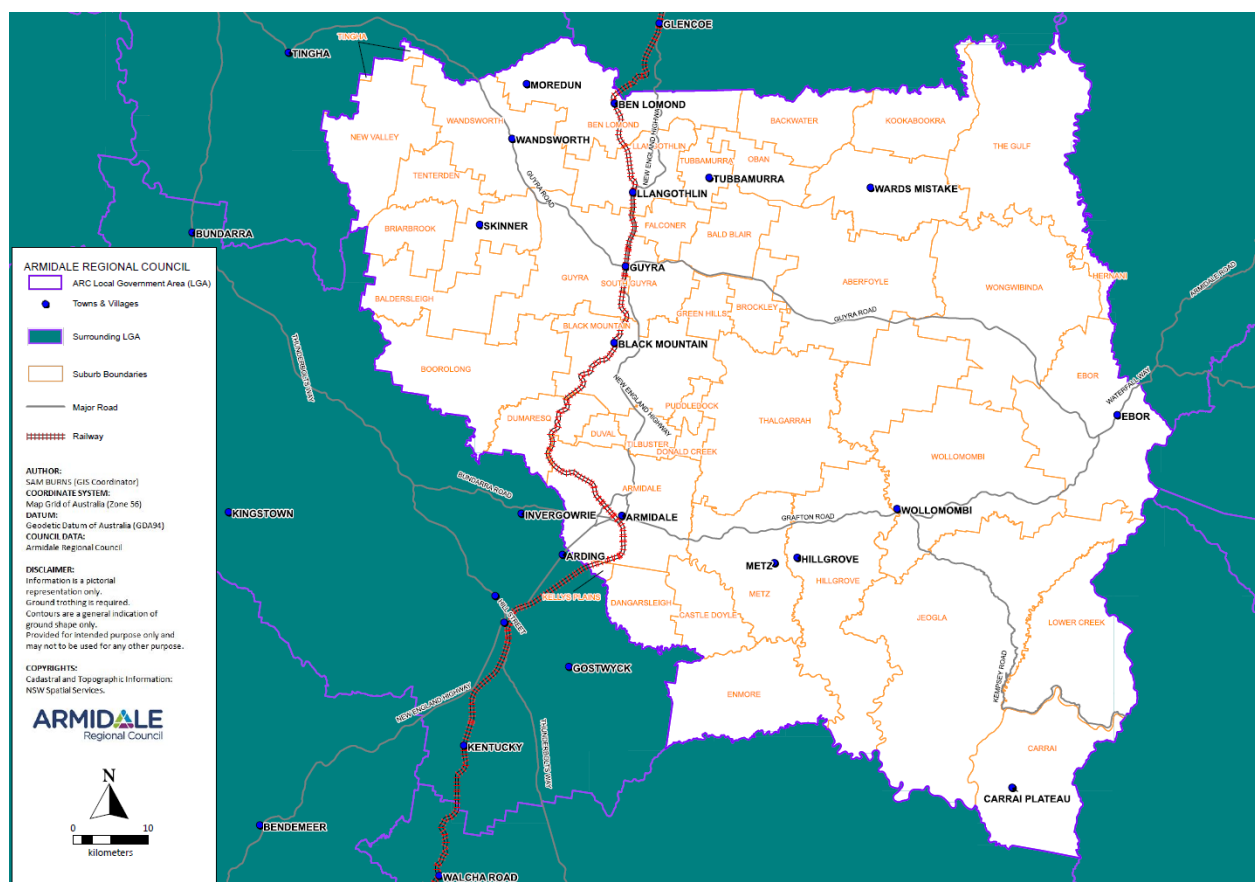 GLENCOE
TINGHA
TINGHA
MOREDUN
BEN LOMOND
BACKWATER
KOOKABOOKRA
WANDSWORTH
BEN LOMOND
NEW ENGLAND HIGHWAY
NEW VALLEY
WANDSWORTH
LLANGOTHLIN
THE GULF
TUBBAMURRA
OBAN
TENTERDEN
GUYRA ROAD
TUBBAMURRA
LLANGOTHLIN
WARDS MISTAKE
BUNDARRA
BRIARBROOK
SKINNER
FALCONER
BALD BLAIR
GUYRA
GUYRA
SOUTH GUYRA
ABERFOYLE
WONGWIBINDA
HERNANI
ARMIDALE ROAD
BALDERSLEIGH
BROCKLEY
GREEN HILLS
GUYRA ROAD
BLACK MOUNTAIN
BLACK MOUNTAIN
THUNDERBOLTS WAY
BOOROLONG
NEW ENGLAND HIGHWAY
EBOR
WATERFALL WAY
EBOR
PUDDLEDOCK
DUMARESQ
THALGARRAH
DUVAL
TILBUSTER
DONALD CREEK
WOLLOMOMBI
BUNDARRA ROAD
ARMIDALE
KINGSTOWN
INVERGOWRIE
ARMIDALE
GRAFTON ROAD
WOLLOMOMBI
ARDING
METZ
HILLGROVE
KELLYS PLAINS
DANGARSLEIGH
CASTLE DOYLE
METZ
HILLGROVE
JEOGLA
LOWER CREEK
HILL STREET
GOSTWYCK
KEMPSEY ROAD
ENMORE
NEW ENGLAND HIGHWAY
THUNDERBOLTS WAY
KENTUCKY
CARRAI
CARRAI PLATEAU
BENDEMEER
WALCHA ROAD
ARMIDALE REGIONAL COUNCIL
ARC Local Government Area (LGA)
Towns & Villages
Surrounding LGA
Suburb Boundaries
Major Road
Railway
AUTHOR:
SAM BURNS (GIS Coordinator)
COORDINATE SYSTEM:
Map Grid of Australia (Zone 56)
DATUM:
Geodetic Datum of Australia (GDA94)
COUNCIL DATA:
Armidale Regional Council
DISCLAIMER:
Information is a pictorial
representation only.
Ground trothing is required.
Contours are a general indication of
ground shape only.
Provided for intended purpose only and
may not to be used for any other purpose.
COPYRIGHTS:
Cadastral and Topographic Information:
NSW Spatial Services.
ARMIDALE
Regional Council
N
0 10
kilometers